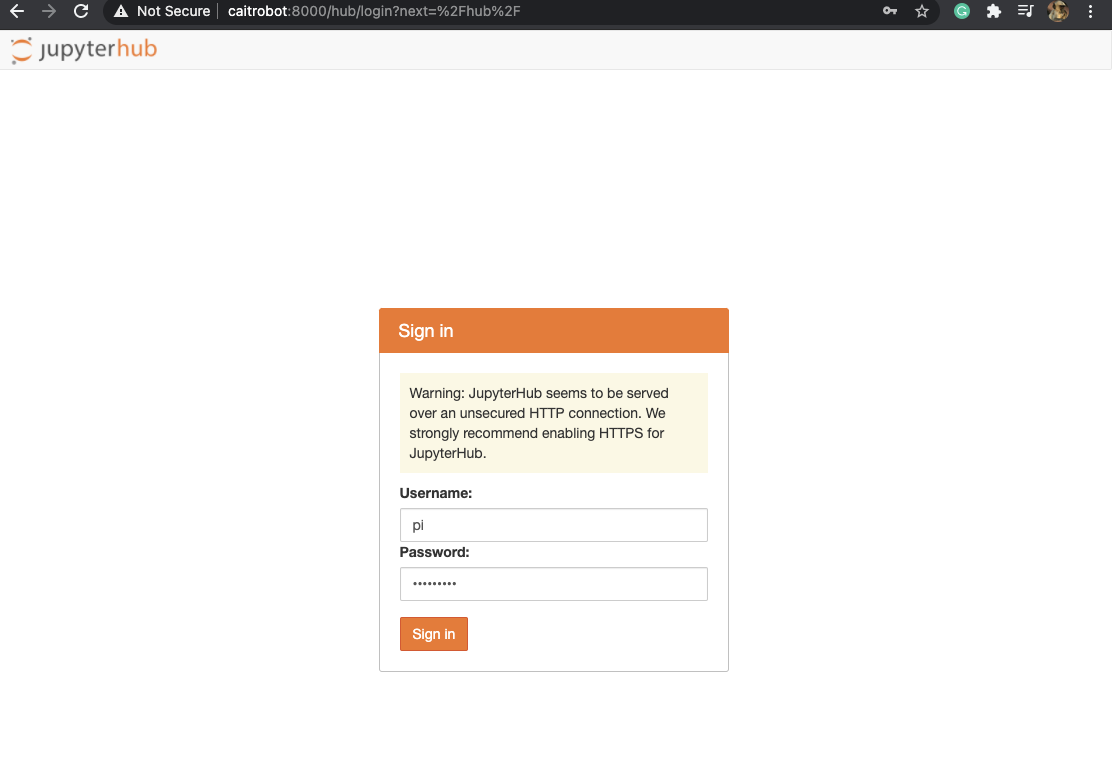 Not Secure caitrobot:8000/hub/login?next=%2Fhub%2F
jupyterhub
Sign in
Warning: JupyterHub seems to be served
over an unsecured HTTP connection. We
strongly recommend enabling HTTPS for
JupyterHub.
Username:
pi
Password:
•••••••••
Sign in